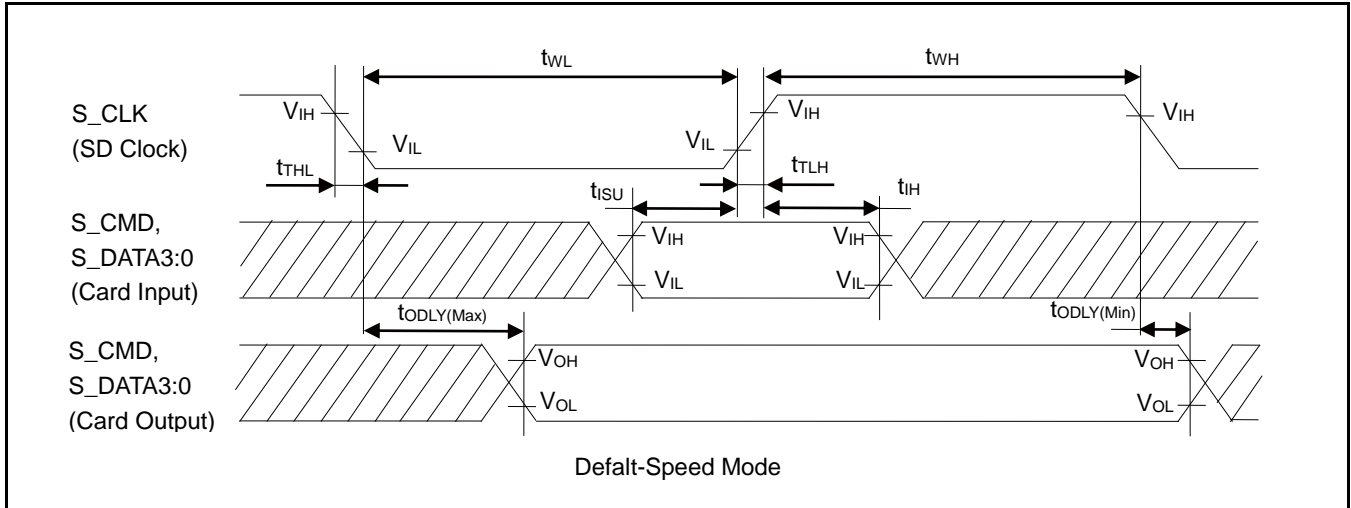 tWL
tWH
S_CLK
(SD Clock)
VIH
VIL
VIL
VIH
VIH
tTHL
tTLH
tISU
tIH
S_CMD,
S_DATA3:0
(Card Input)
VIH
VIL
VIH
VIL
tODLY(Max)
tODLY(Min)
S_CMD,
S_DATA3:0
(Card Output)
VOH
VOL
VOH
VOL
Defalt-Speed Mode